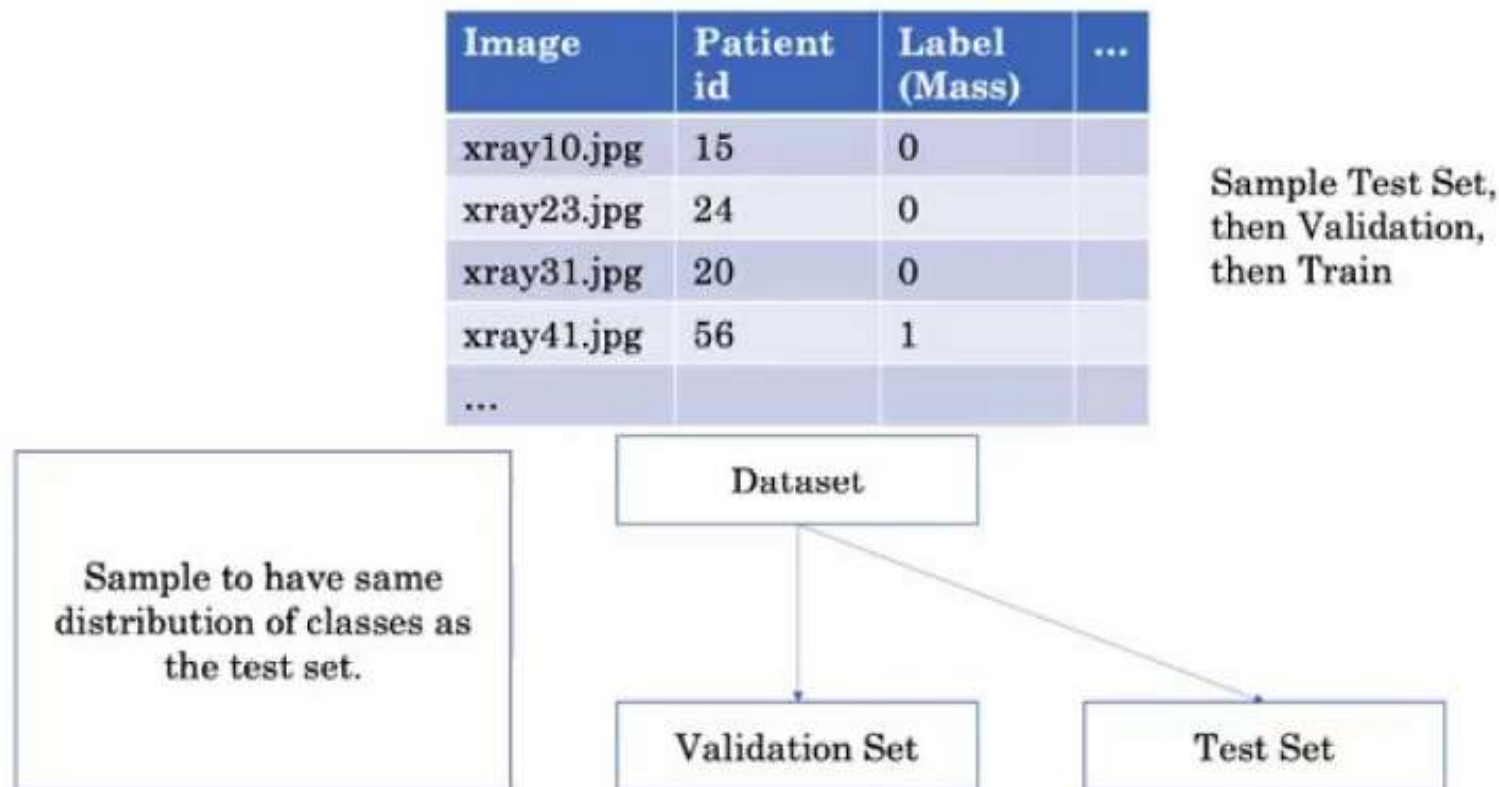 Image Patient id Label (Mass) ...
xray10.jpg 15 0
xray23.jpg 24 0
xray31.jpg 20 0
xray41.jpg 56 1
...
Sample Test Set,
then Validation,
then Train
Dataset
Sample to have same
distribution of classes as
the test set.
Validation Set
Test Set